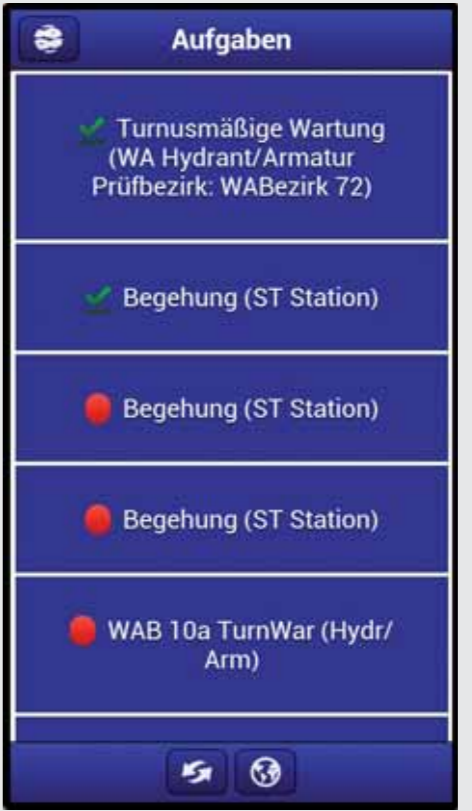 Aufgaben
Turnusmäßige Wartung
(WA Hydrant/Armatur
Prüfbezirk: WABezirk 72)
Begehung (ST Station)
Begehung (ST Station)
Begehung (ST Station)
WAB 10a TurnWar (Hydr/
Arm)